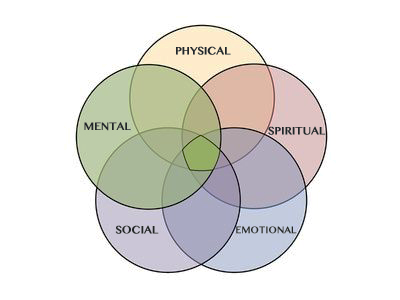 PHYSICAL
MENTAL
SPIRITUAL
SOCIAL
EMOTIONAL